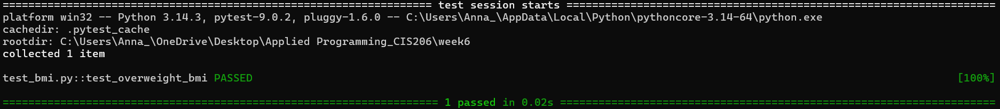 =================================================================== test session starts ===================================================================
platform win32 -- Python 3.14.3, pytest-9.0.2, pluggy-1.6.0 -- C:\Users\Anna_\AppData\Local\Python\pythoncore-3.14-64\python.exe
cachedir: .pytest_cache
rootdir: C:\Users\Anna_\OneDrive\Desktop\Applied Programming_CIS206\week6
collected 1 item
test_bmi.py::test_overweight_bmi PASSED [100%]
==================================================================== 1 passed in 0.02s ====================================================================